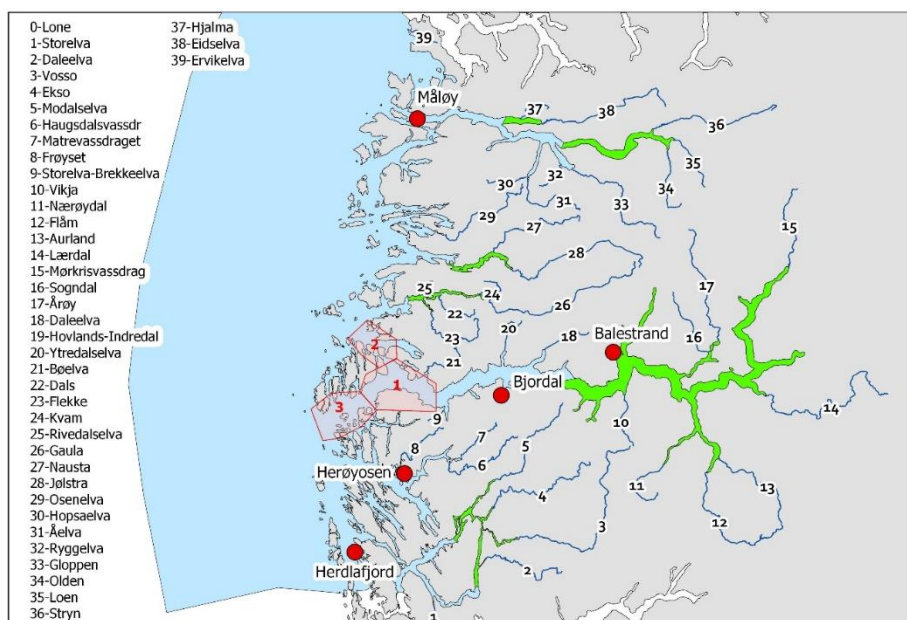 0-Lone
1-Storelva
2-Daleelva
3-Vosso
4-Ekso
5-Modalselva
6-Haugsdalsvassdr
7-Matrevassdraget
8-Frøyset
9-Storelva-Brekkeelva
10-Vikja
11-Nærøydal
12-Flåm
13-Aurland
14-Lærdal
15-Mørkrisvassdrag
16-Sogndal
17-Årøy
18-Daleelva
19-Hovlands-Indredal
20-Ytredalselva
21-Bøelva
22-Dals
23-Flekke
24-Kvam
25-Rivedalselva
26-Gaula
27-Nausta
28-Jølstra
29-Osenelva
30-Hopsaelva
31-Åelva
32-Ryggelva
33-Gloppen
34-Olden
35-Loen
36-Stryn
37-Hjalma
38-Eidselva
39-Ervikelva
39
Måløy
37
38
36
35
32
30
34
31
33
29
27
15
28
25
24
17
22
26
20
18
Balestrand
23
16
2
21
1
Bjordal
3
14
9
10
7
8
5
Herøyosen
6
11
13
4
12
3
Herdlafjord
2
1